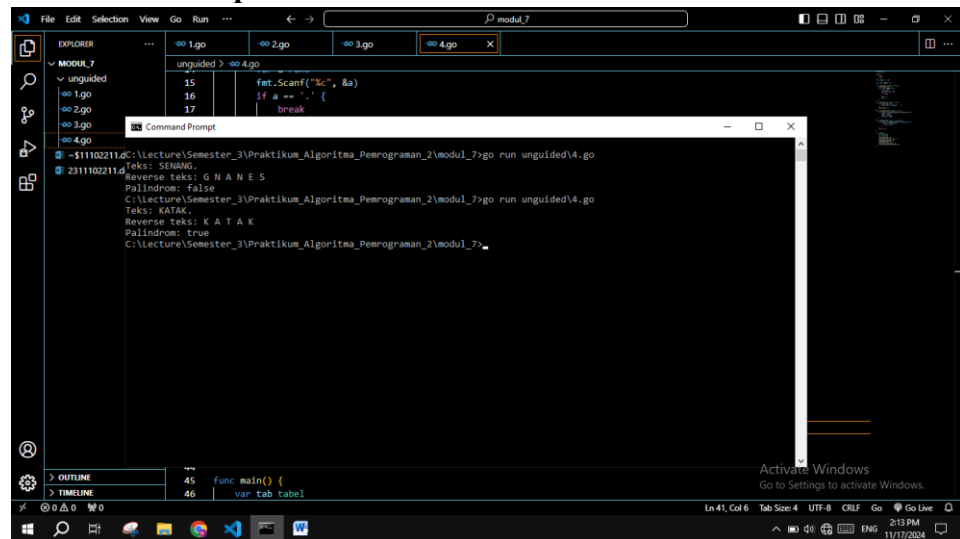 File Edit Selection View Go Run ··· modul_7
EXPLORER ··· 1.go 2.go 3.go 4.go
MODUL_7 unguided > 4.go
unguided
1.go 15 fmt.Scanf("%c", &a)
2.go 16 if a == '.' {
3.go 17 break
4.go Command Prompt
~$11102211.d C:\Lecture\Semester_3\Praktikum_Algoritma_Pemrograman_2\modul_7>go run unguided\4.go
Teks: SENANG.
2311102211.d Reverse teks: G N A N E S
Palindrom: false
C:\Lecture\Semester_3\Praktikum_Algoritma_Pemrograman_2\modul_7>go run unguided\4.go
Teks: KATAK.
Reverse teks: K A T A K
Palindrom: true
C:\Lecture\Semester_3\Praktikum_Algoritma_Pemrograman_2\modul_7>
Activate Windows
Go to Settings to activate Windows.
OUTLINE 45 func main() {
TIMELINE 46 var tab tabel
0 0 0 Ln 41, Col 6 Tab Size: 4 UTF-8 CRLF Go Go Live
ENG 2:13 PM
11/17/2024